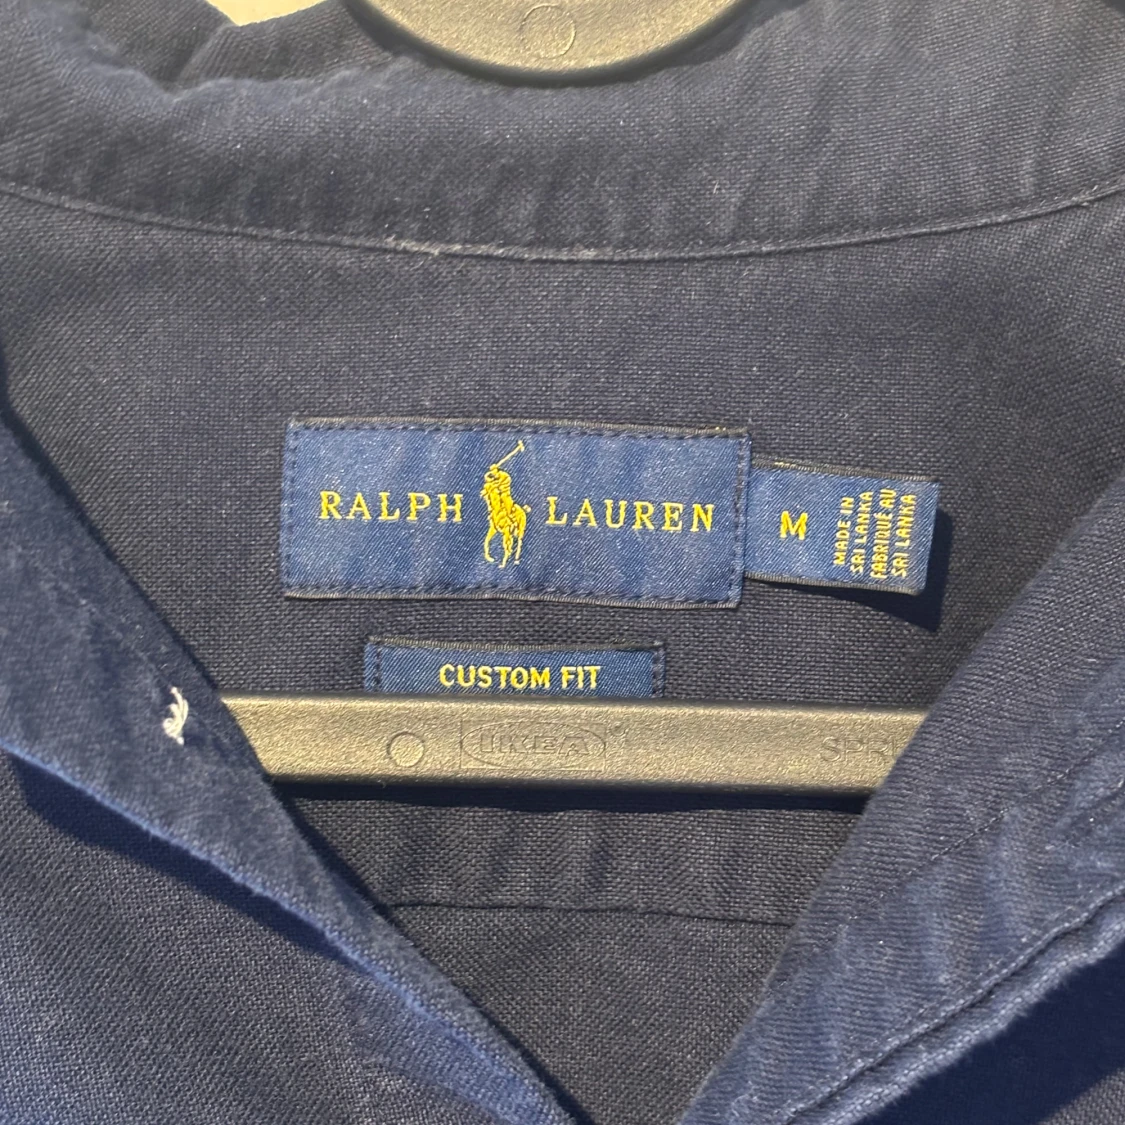 RALPH LAUREN
M
MADE IN
SRI LANKA
FABRIQUÉ AU
SRI LANKA
CUSTOM FIT
IKEA